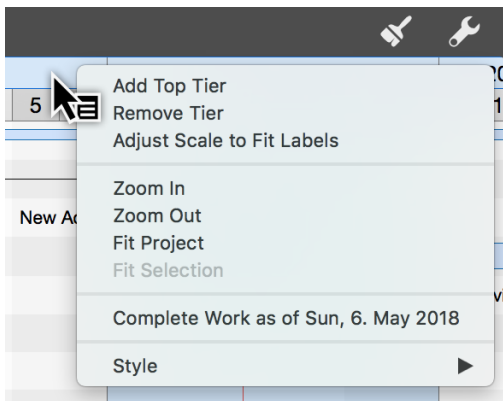 5
Add Top Tier
Remove Tier
Adjust Scale to Fit Labels
Zoom In
Zoom Out
New
Fit Project
Fit Selection
Complete Work as of Sun, 6. May 2018
Style